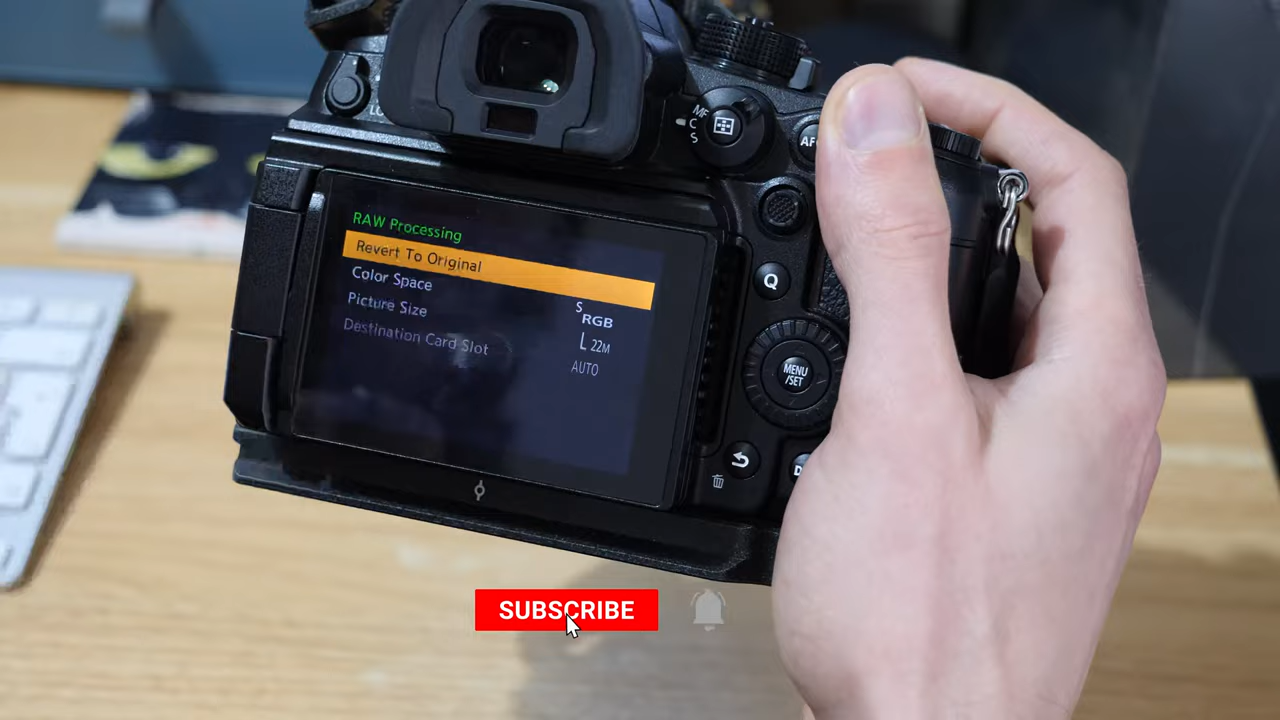 MF
C
S
AF
RAW Processing
Revert To Original
Color Space
S
RGB
Picture Size
L 22M
Destination Card Slot
AUTO
Q
MENU
/SET
SUBSCRIBE